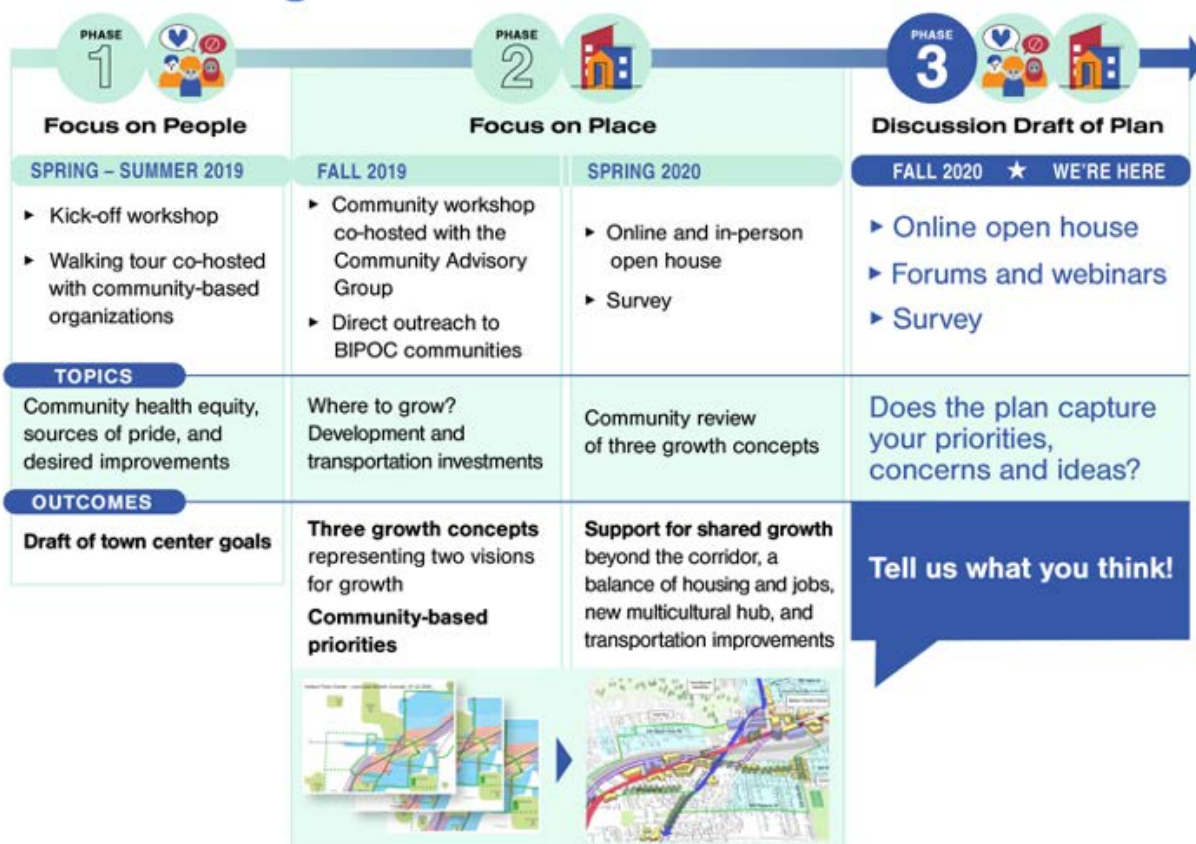 PHASE
1
PHASE
2
PHASE
3
Focus on People
Focus on Place
Discussion Draft of Plan
SPRING – SUMMER 2019
FALL 2019
SPRING 2020
FALL 2020 ★ WE'RE HERE
▸ Kick-off workshop
▸ Walking tour co-hosted
with community-based
organizations
▸ Community workshop
co-hosted with the
Community Advisory
Group
▸ Direct outreach to
BIPOC communities
▸ Online and in-person
open house
▸ Survey
▸ Online open house
▸ Forums and webinars
▸ Survey
TOPICS
Community health equity,
sources of pride, and
desired improvements
Where to grow?
Development and
transportation investments
Community review
of three growth concepts
Does the plan capture
your priorities,
concerns and ideas?
OUTCOMES
Draft of town center goals
Three growth concepts
representing two visions
for growth
Community-based
priorities
Support for shared growth
beyond the corridor, a
balance of housing and jobs,
new multicultural hub, and
transportation improvements
Tell us what you think!